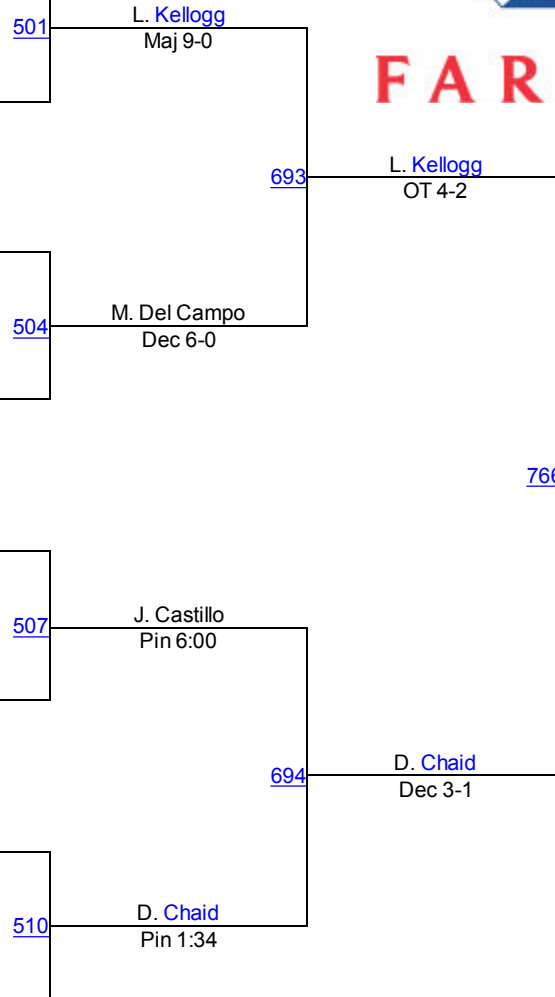 L. Kellogg
501
Maj 9-0
FAR
L. Kellogg
693
OT 4-2
M. Del Campo
504
Dec 6-0
766
J. Castillo
507
Pin 6:00
D. Chaid
694
Dec 3-1
D. Chaid
510
Pin 1:34